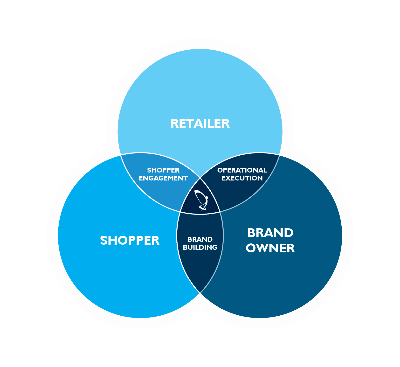 RETAILER
SHOPPER
ENGAGEMENT
OPERATIONAL
EXECUTION
SHOPPER
BRAND
BUILDING
BRAND
OWNER